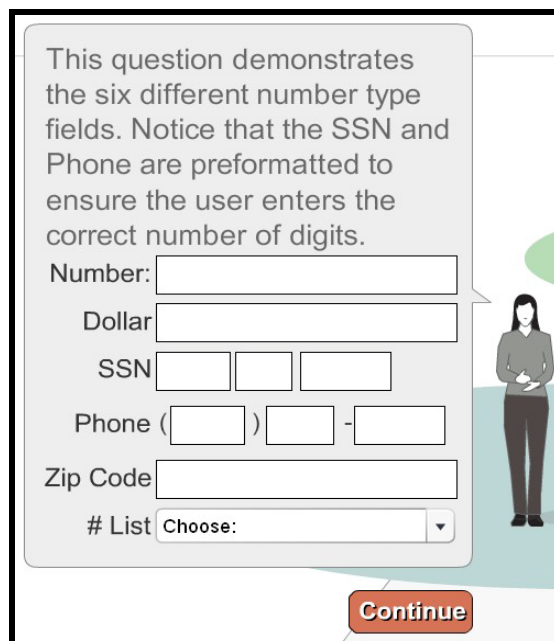 This question demonstrates
the six different number type
fields. Notice that the SSN and
Phone are preformatted to
ensure the user enters the
correct number of digits.
Number:
Dollar
SSN
Phone ( ) -
Zip Code
# List Choose:
Continue